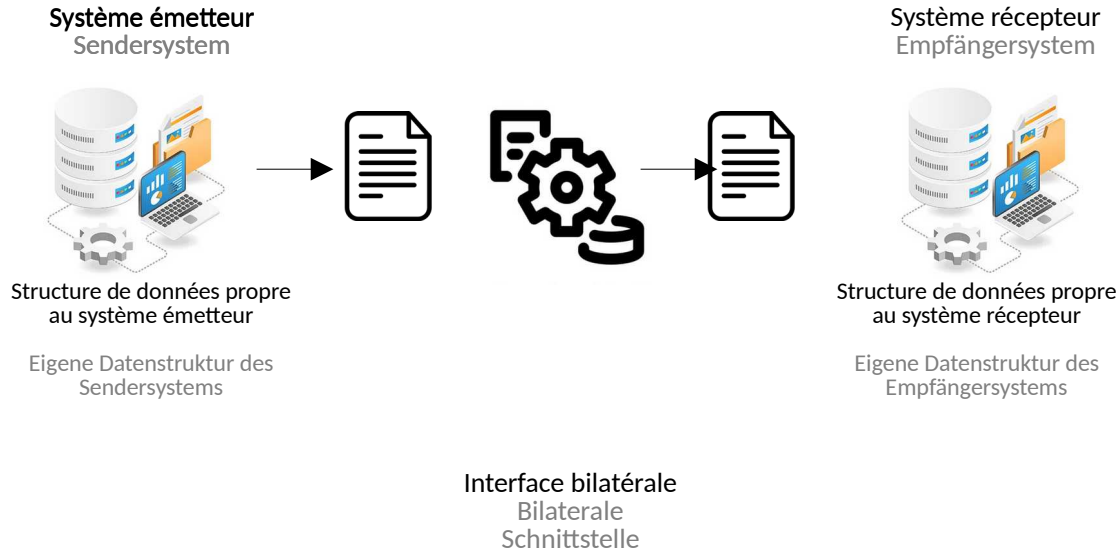 Système émetteur
Sendersystem
Système récepteur
Empfängersystem
Structure de données propre
au système émetteur
Eigene Datenstruktur des
Sendersystems
Structure de données propre
au système récepteur
Eigene Datenstruktur des
Empfängersystems
Interface bilatérale
Bilaterale
Schnittstelle